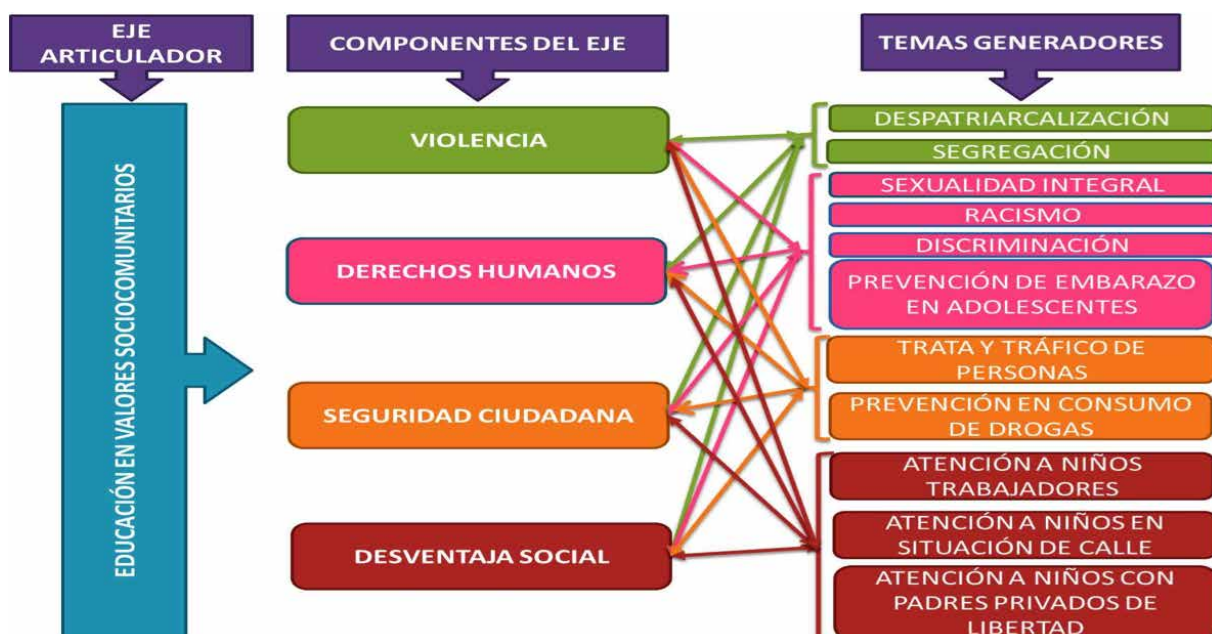 EJE
ARTICULADOR
COMPONENTES DEL EJE
TEMAS GENERADORES
EDUCACIÓN EN VALORES SOCIOCOMUNITARIOS
VIOLENCIA
DERECHOS HUMANOS
SEGURIDAD CIUDADANA
DESVENTAJA SOCIAL
DESPATRIARCALIZACIÓN
SEGREGACIÓN
SEXUALIDAD INTEGRAL
RACISMO
DISCRIMINACIÓN
PREVENCIÓN DE EMBARAZO
EN ADOLESCENTES
TRATA Y TRÁFICO DE
PERSONAS
PREVENCIÓN EN CONSUMO
DE DROGAS
ATENCIÓN A NIÑOS
TRABAJADORES
ATENCIÓN A NIÑOS EN
SITUACIÓN DE CALLE
ATENCIÓN A NIÑOS CON
PADRES PRIVADOS DE
LIBERTAD